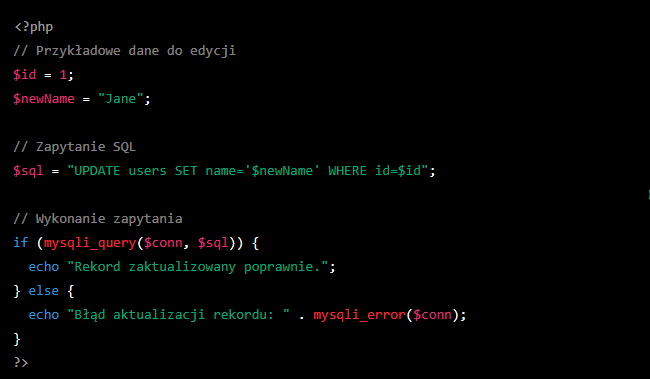 <?php
// Przykładowe dane do edycji
$id = 1;
$newName = "Jane";
// Zapytanie SQL
$sql = "UPDATE users SET name='$newName' WHERE id=$id";
// Wykonanie zapytania
if (mysqli_query($conn, $sql)) {
echo "Rekord zaktualizowany poprawnie.";
} else {
echo "Błąd aktualizacji rekordu: " . mysqli_error($conn);
}
?>